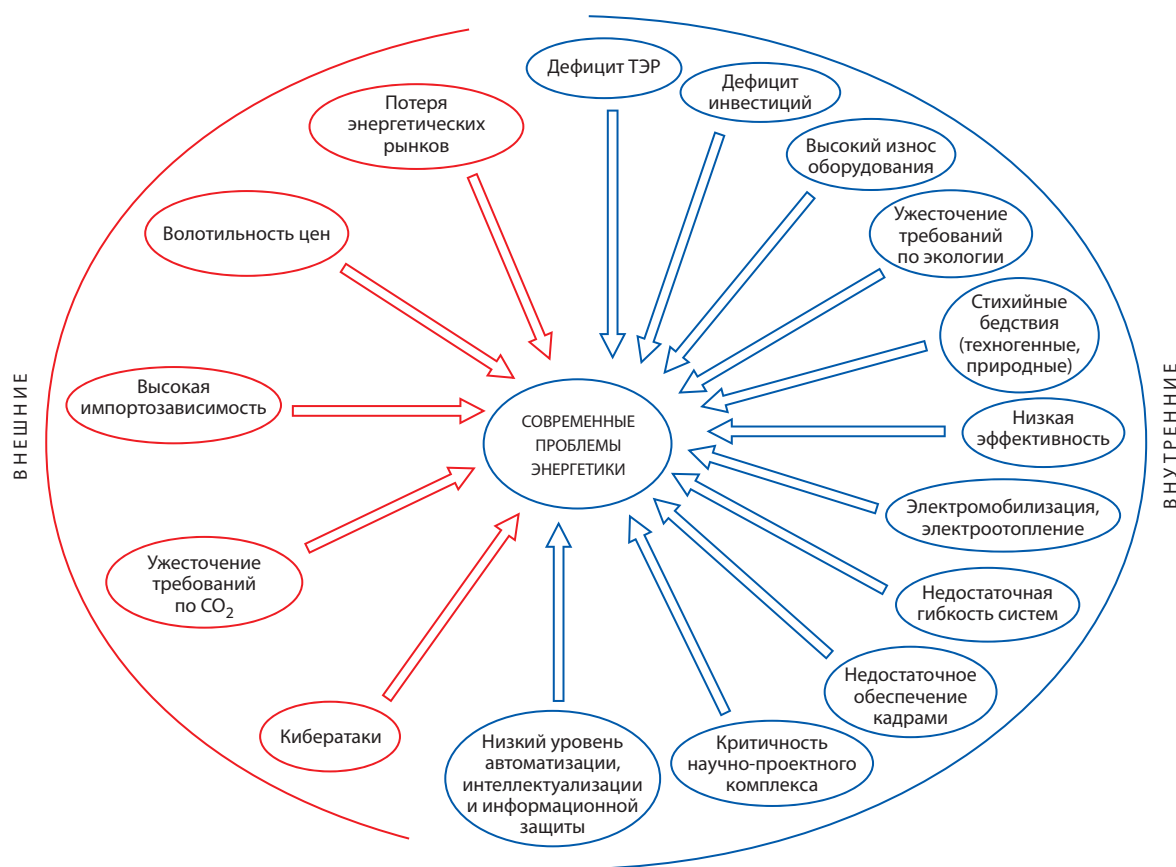 Дефицит ТЭР
Дефицит
инвестиций
Потеря
энергетических
рынков
Высокий износ
оборудования
Волотильность цен
Ужесточение
требований
по экологии
Стихийные
бедствия
(техногенные,
природные)
ВНЕШНИЕ
Высокая
импортозависимость
СОВРЕМЕННЫЕ
ПРОБЛЕМЫ
ЭНЕРГЕТИКИ
Низкая
эффективность
ВНУТРЕННИЕ
Электромобилизация,
электроотопление
Ужесточение
требований
по CO2
Недостаточная
гибкость систем
Недостаточное
обеспечение
кадрами
Кибератаки
Низкий уровень
автоматизации,
интеллектуализации
и информационной
защиты
Критичность
научно-проектного
комплекса